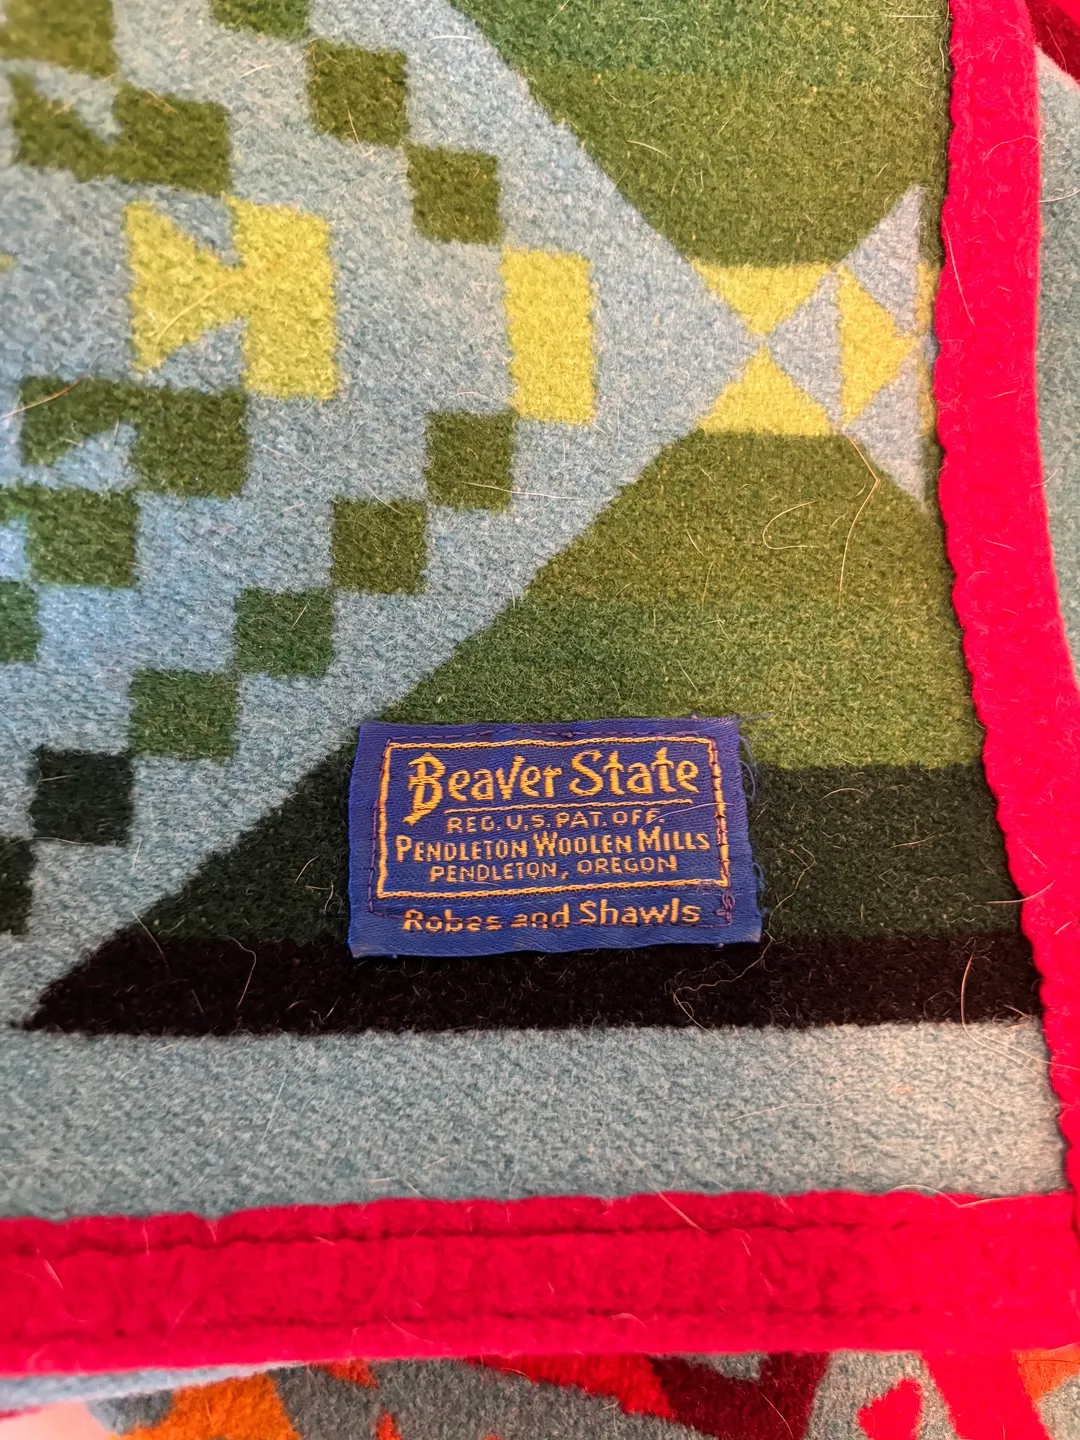 Beaver State
REG. U.S. PAT. OFF.
PENDLETON WOOLEN MILLS
PENDLETON, OREGON
Robes and Shawls